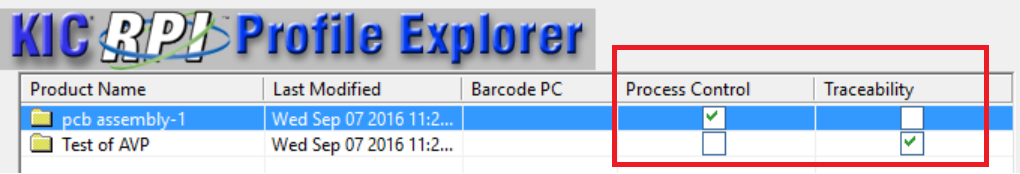 KIC RPI™ Profile Explorer
Product Name Last Modified Barcode PC Process Control Traceability
pcb assembly-1 Wed Sep 07 2016 11:2...
Test of AVP Wed Sep 07 2016 11:2...